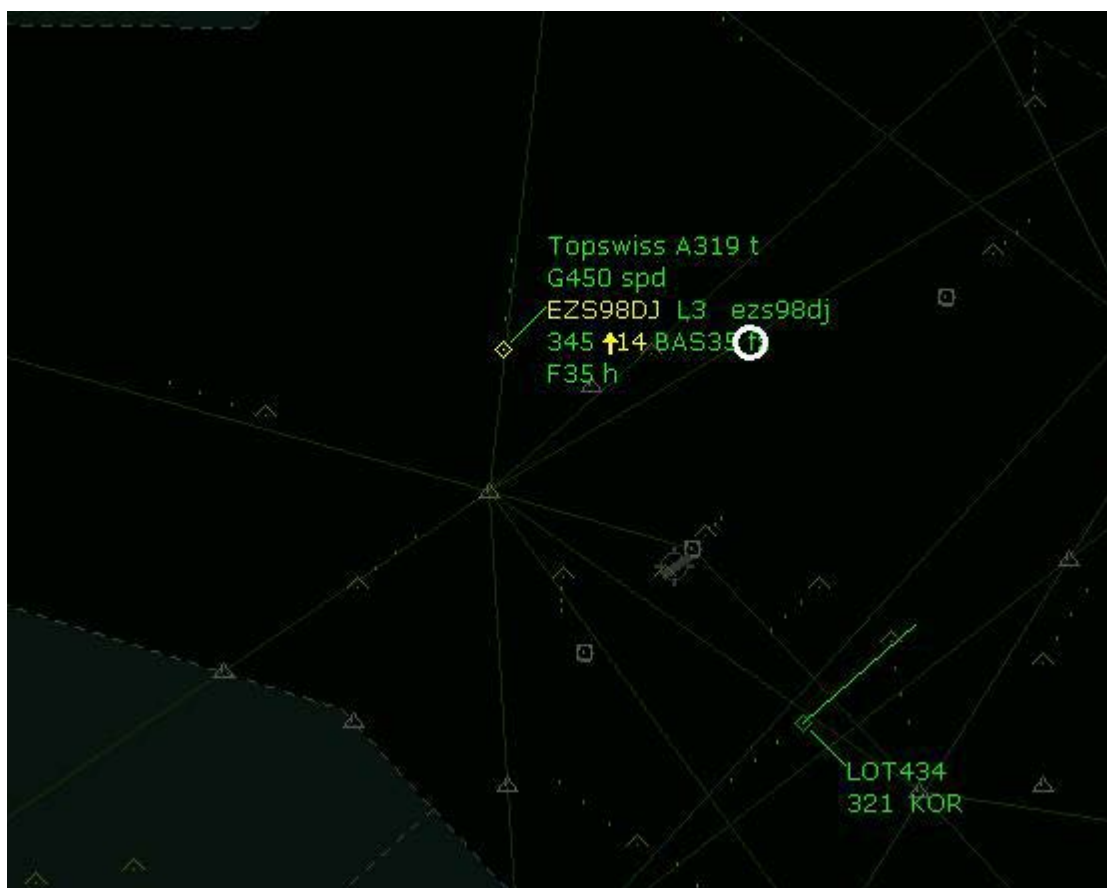 Topswiss A319 t
G450 spd
EZS98DJ L3 ezs98dj
345 ↑14 BAS35
F35 h
LOT434
321 KOR